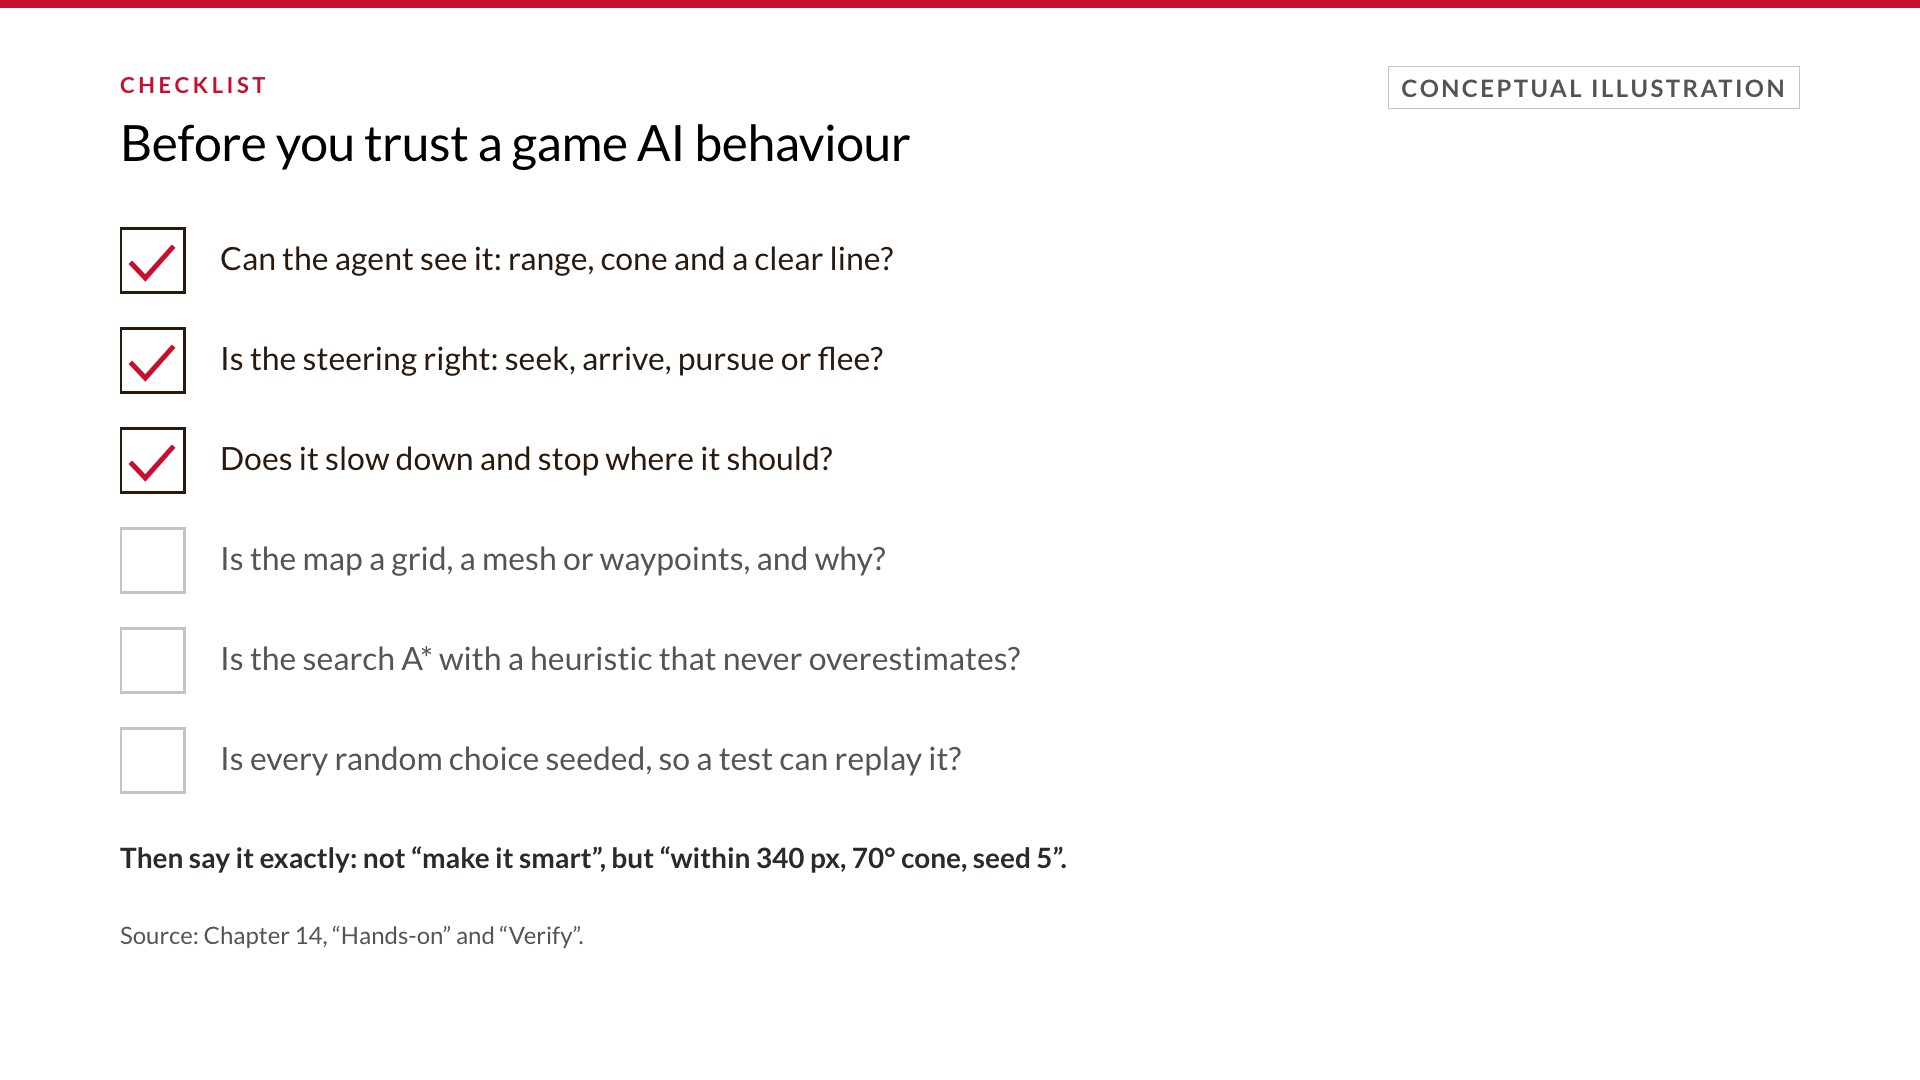 CHECKLIST
CONCEPTUAL ILLUSTRATION
Before you trust a game AI behaviour
Can the agent see it: range, cone and a clear line?
Is the steering right: seek, arrive, pursue or flee?
Does it slow down and stop where it should?
Is the map a grid, a mesh or waypoints, and why?
Is the search A* with a heuristic that never overestimates?
Is every random choice seeded, so a test can replay it?
Then say it exactly: not “make it smart”, but “within 340 px, 70° cone, seed 5”.
Source: Chapter 14, “Hands-on” and “Verify”.